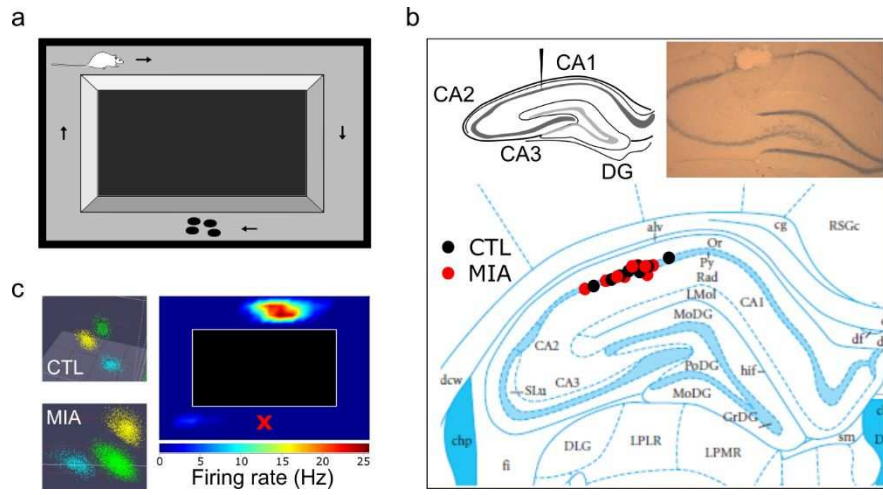 a
b
CA1
CA2
CA3
DG
CTL
MIA
alv
cg
RSGc
Or
Py
Rad
LMol
CA1
MoDG
CA2
df
PoDG
hif
dcw
CA3
SLu
MoDG
GrDG
chp
DLG
LPLR
LPMR
sm
fi
c
CTL
MIA
X
0 5 10 15 20 25
Firing rate (Hz)